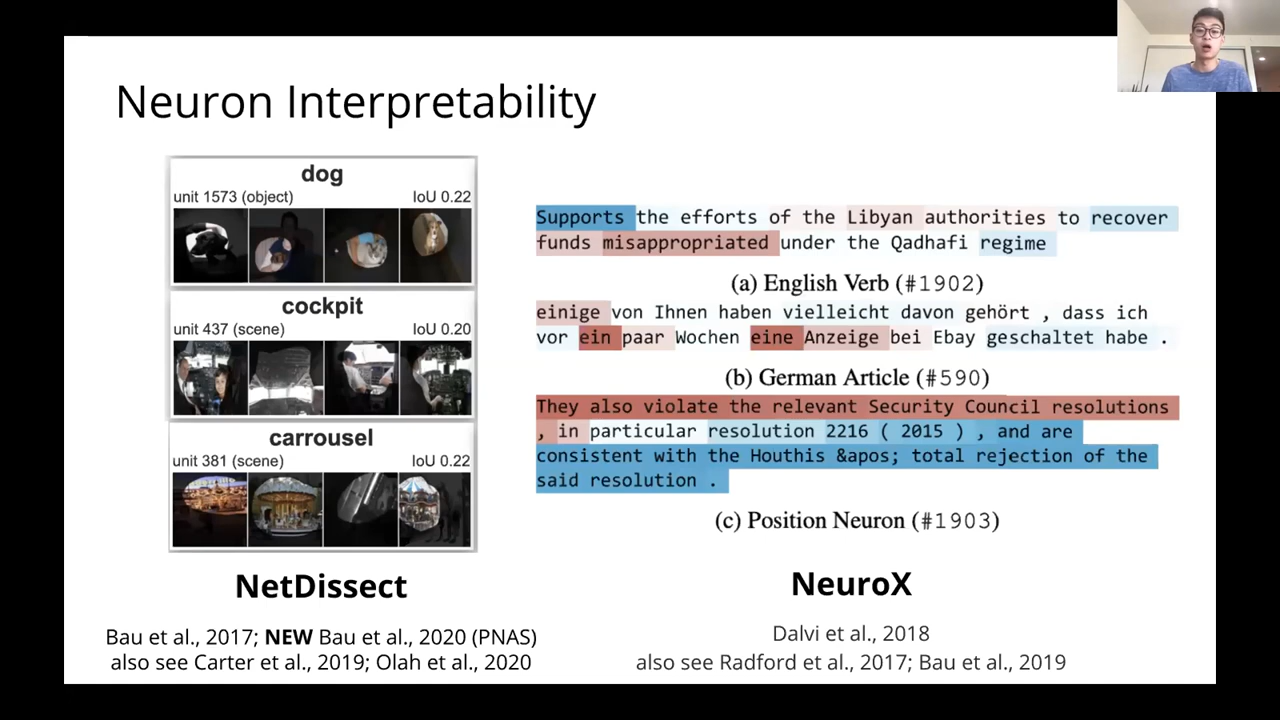 Neuron Interpretability
dog
unit 1573 (object) IoU 0.22
cockpit
unit 437 (scene) IoU 0.20
carrousel
unit 381 (scene) IoU 0.22
NetDissect
Bau et al., 2017; NEW Bau et al., 2020 (PNAS)
also see Carter et al., 2019; Olah et al., 2020
Supports the efforts of the Libyan authorities to recover
funds misappropriated under the Qadhafi regime
(a) English Verb (#1902)
einige von Ihnen haben vielleicht davon gehört , dass ich
vor ein paar Wochen eine Anzeige bei Ebay geschaltet habe .
(b) German Article (#590)
They also violate the relevant Security Council resolutions
, in particular resolution 2216 ( 2015 ) , and are
consistent with the Houthis &apos; total rejection of the
said resolution .
(c) Position Neuron (#1903)
NeuroX
Dalvi et al., 2018
also see Radford et al., 2017; Bau et al., 2019